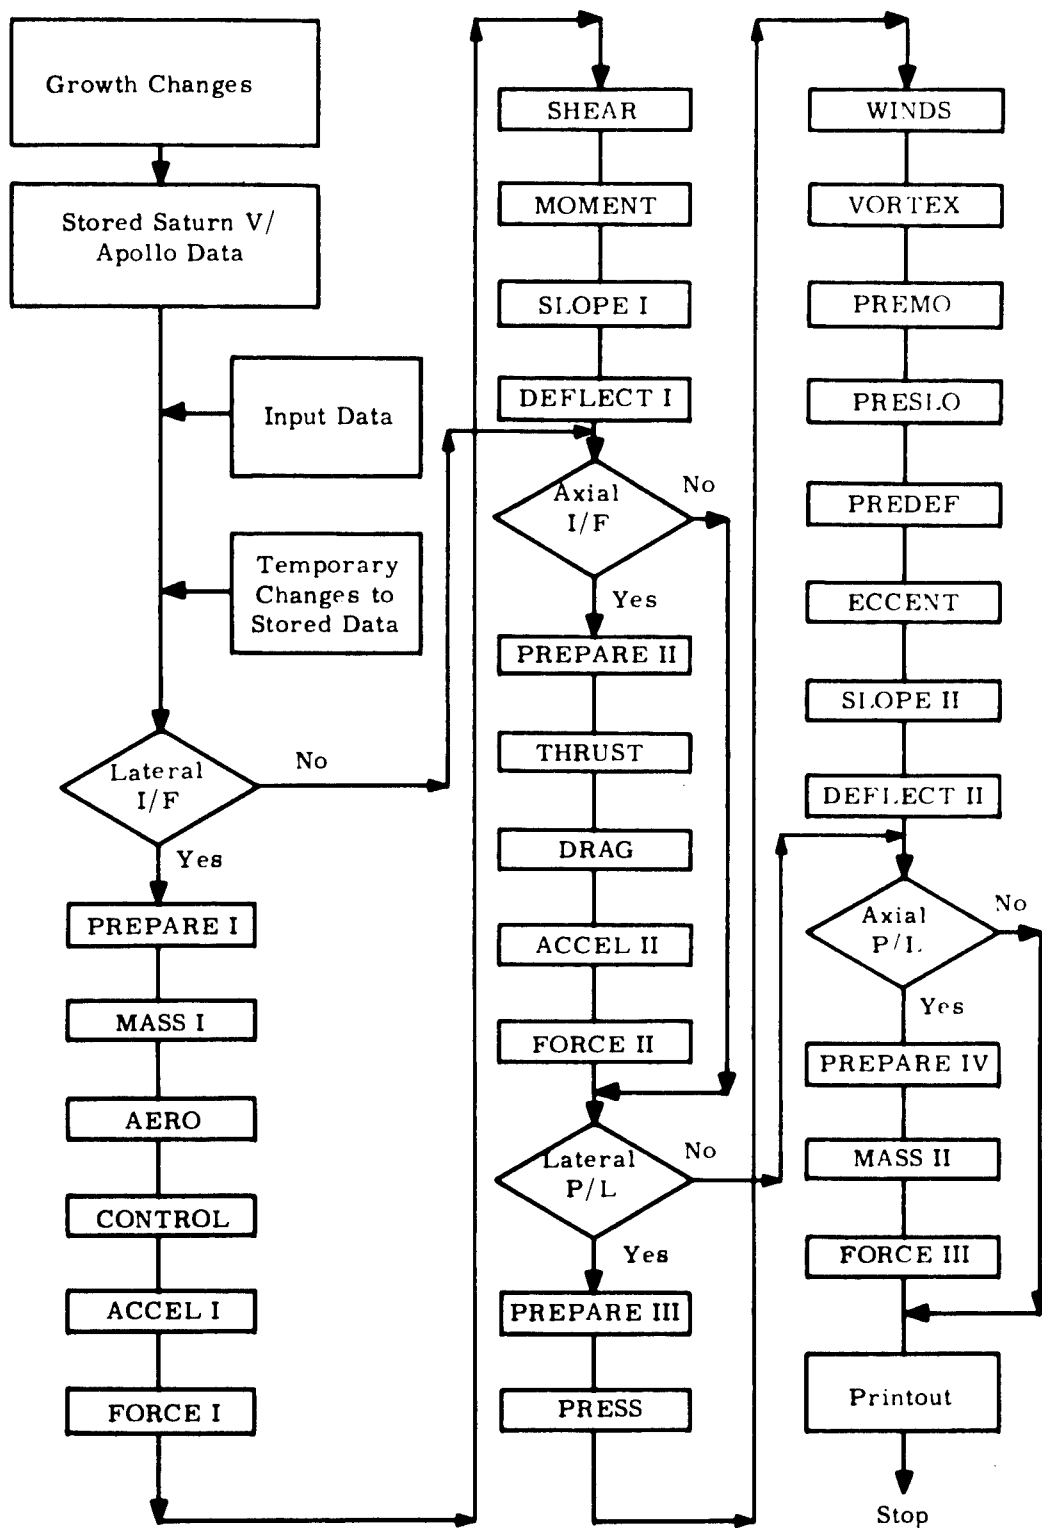 Growth Changes
Stored Saturn V/
Apollo Data
Input Data
Temporary
Changes to
Stored Data
Lateral
I/F
No
Yes
PREPARE I
MASS I
AERO
CONTROL
ACCEL I
FORCE I
SHEAR
MOMENT
SLOPE I
DEFLECT I
Axial
I/F
No
Yes
PREPARE II
THRUST
DRAG
ACCEL II
FORCE II
Lateral
P/L
No
Yes
PREPARE III
PRESS
WINDS
VORTEX
PREMO
PRESLO
PREDEF
ECCENT
SLOPE II
DEFLECT II
Axial
P/L
No
Yes
PREPARE IV
MASS II
FORCE III
Printout
Stop